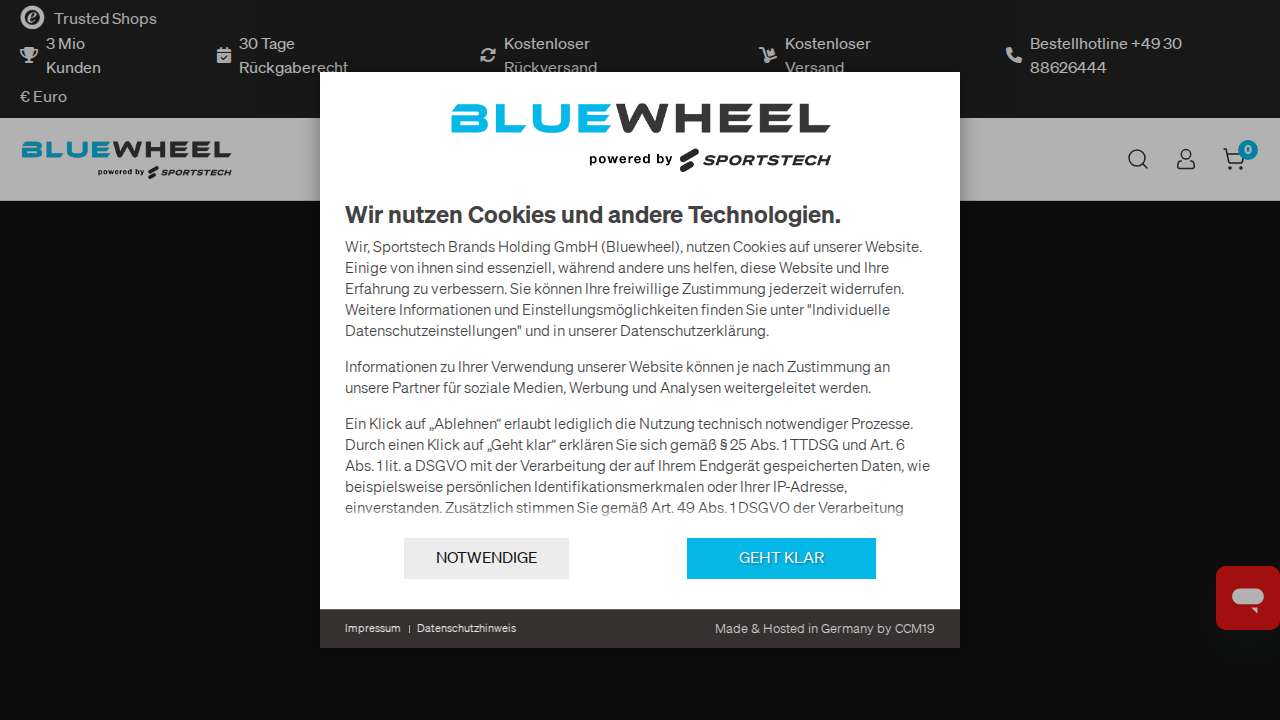 Trusted Shops
3 Mio Kunden
30 Tage Rückgaberecht
Kostenloser Rückversand
Kostenloser Versand
Bestellhotline +49 30 88626444
€ Euro
BLUEWHEEL
powered by SPORTSTECH
0
BLUEWHEEL
powered by SPORTSTECH
Wir nutzen Cookies und andere Technologien.
Wir, Sportstech Brands Holding GmbH (Bluewheel), nutzen Cookies auf unserer Website.
Einige von ihnen sind essenziell, während andere uns helfen, diese Website und Ihre
Erfahrung zu verbessern. Sie können Ihre freiwillige Zustimmung jederzeit widerrufen.
Weitere Informationen und Einstellungsmöglichkeiten finden Sie unter "Individuelle
Datenschutzeinstellungen" und in unserer Datenschutzerklärung.
Informationen zu Ihrer Verwendung unserer Website können je nach Zustimmung an
unsere Partner für soziale Medien, Werbung und Analysen weitergeleitet werden.
Ein Klick auf „Ablehnen“ erlaubt lediglich die Nutzung technisch notwendiger Prozesse.
Durch einen Klick auf „Geht klar“ erklären Sie sich gemäß § 25 Abs. 1 TTDSG und Art. 6
Abs. 1 lit. a DSGVO mit der Verarbeitung der auf Ihrem Endgerät gespeicherten Daten, wie
beispielsweise persönlichen Identifikationsmerkmalen oder Ihrer IP-Adresse,
einverstanden. Zusätzlich stimmen Sie gemäß Art. 49 Abs. 1 DSGVO der Verarbeitung
NOTWENDIGE
GEHT KLAR
Impressum | Datenschutzhinweis
Made & Hosted in Germany by CCM19